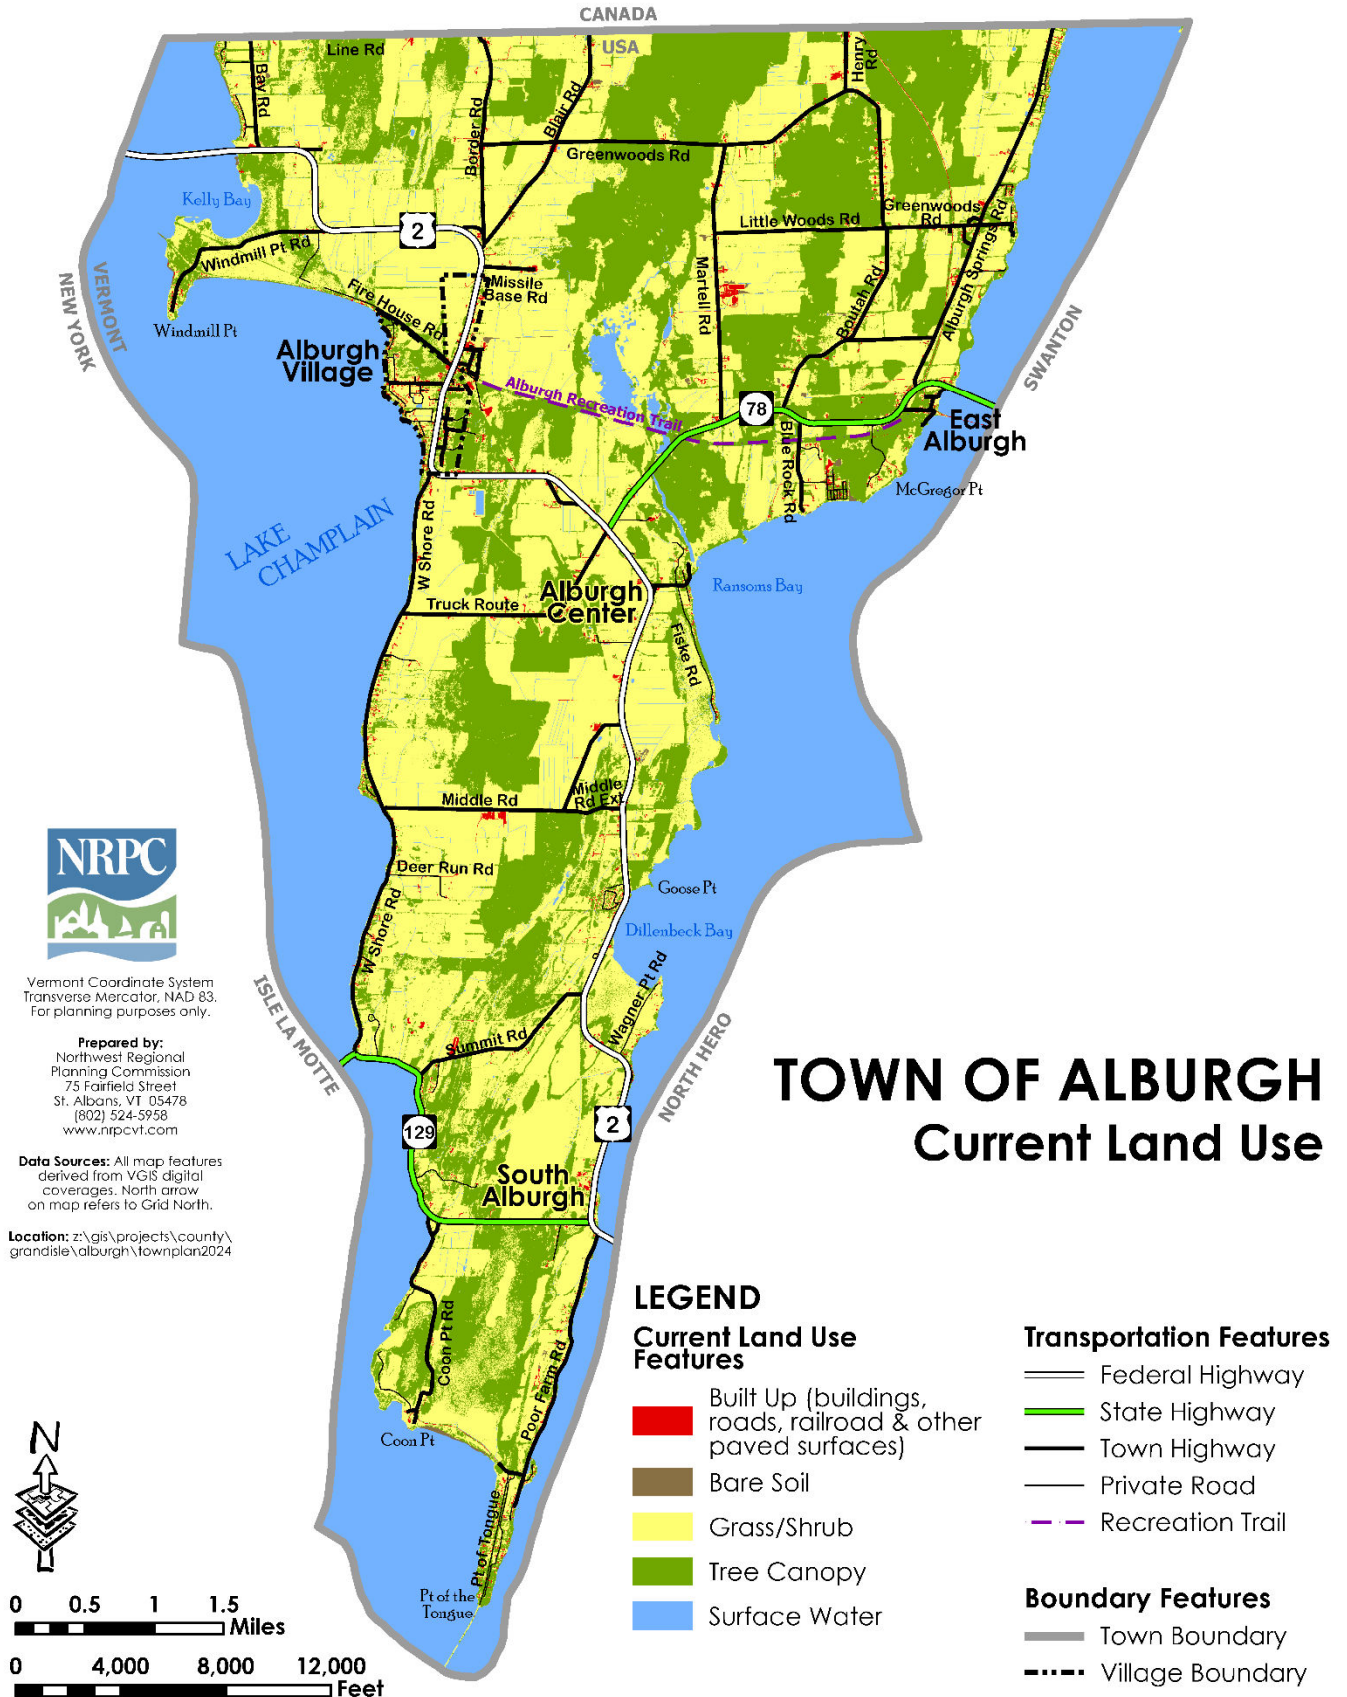 CANADA
USA
Line Rd
Bay Rd
Border Rd
Blair Rd
Henry
Rd
Greenwoods Rd
Kelly Bay
2
Windmill Pt Rd
Little Woods Rd
Greenwoods
Rd
VERMONT
NEW YORK
Missile
Base Rd
Martell Rd
Boutah Rd
Alburgh Springs Rd
Fire House Rd
Windmill Pt
SWANTON
Alburgh
Village
Alburgh Recreation Trail
78
East
Alburgh
Blue Rock Rd
McGregor Pt
LAKE
CHAMPLAIN
W Shore Rd
Ransoms Bay
Alburgh
Center
Truck Route
Fiske Rd
Middle Rd
Middle
Rd Ext
NRPC
Deer Run Rd
Goose Pt
W Shore Rd
Dillenbeck Bay
Wagner Pt Rd
Vermont Coordinate System
Transverse Mercator, NAD 83.
For planning purposes only.
ISLE LA MOTTE
Summit Rd
NORTH HERO
Prepared by:
Northwest Regional
Planning Commission
75 Fairfield Street
St. Albans, VT 05478
(802) 524-5958
www.nrpcvt.com
TOWN OF ALBURGH
Current Land Use
129
2
Data Sources: All map features
derived from VGIS digital
coverages. North arrow
on map refers to Grid North.
South
Alburgh
Location: z:\gis\projects\county\
grandisle\alburgh\townplan2024
Coon Pt Rd
Poor Farm Rd
Coon Pt
Pt of Tongue
Pt of the
Tongue
N
0 0.5 1 1.5
Miles
0 4,000 8,000 12,000
Feet
LEGEND
Current Land Use
Features
Built Up (buildings,
roads, railroad & other
paved surfaces)
Bare Soil
Grass/Shrub
Tree Canopy
Surface Water
Transportation Features
Federal Highway
State Highway
Town Highway
Private Road
Recreation Trail
Boundary Features
Town Boundary
Village Boundary